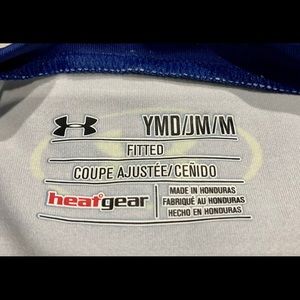 YMD/JM/M
FITTED
COUPE AJUSTÉE/CEÑIDO
heatgear
MADE IN HONDURAS
FABRIQUÉ AU HONDURAS
HECHO EN HONDURAS